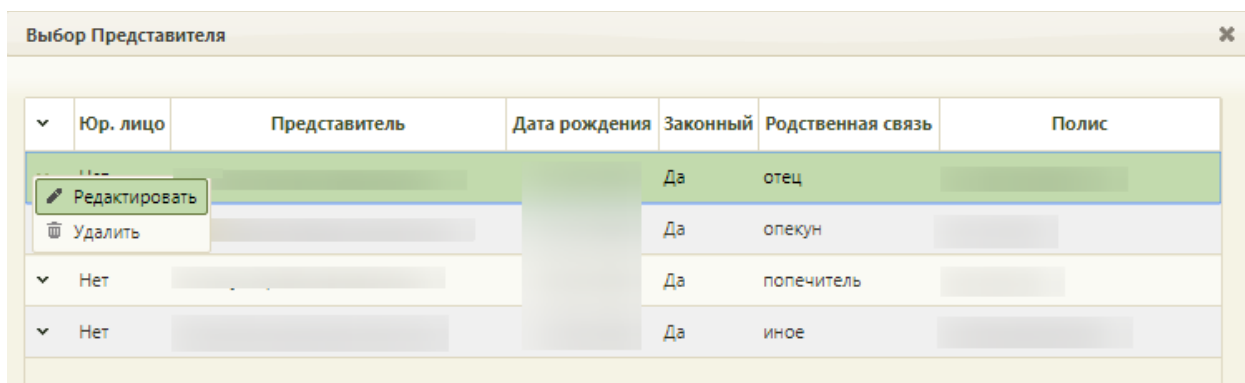 Выбор Представителя
Юр. лицо Представитель Дата рождения Законный Родственная связь Полис
Да отец
Редактировать
Удалить
Да опекун
Нет Да попечитель
Нет Да иное